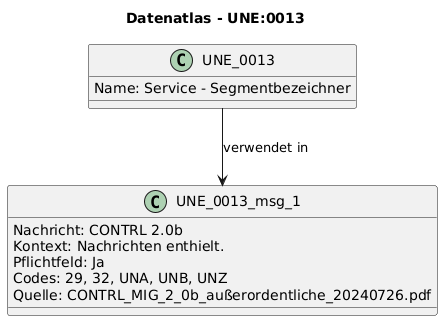 Datenatlas - UNE:0013
C UNE_0013
Name: Service - Segmentbezeichner
verwendet in
C UNE_0013_msg_1
Nachricht: CONTRL 2.0b
Kontext: Nachrichten enthielt.
Pflichtfeld: Ja
Codes: 29, 32, UNA, UNB, UNZ
Quelle: CONTRL_MIG_2_0b_außerordentliche_20240726.pdf